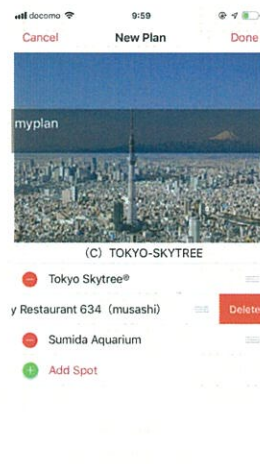 docomo 9:59
Cancel New Plan Done
myplan
(C) TOKYO-SKYTREE
Tokyo Skytree®
y Restaurant 634 (musashi) Delete
Sumida Aquarium
Add Spot